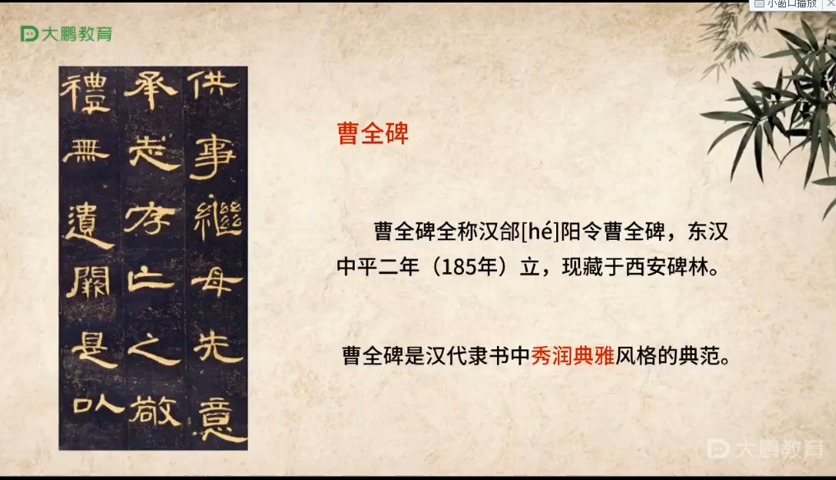 小窗口播放
大鹏教育
供事继母先意
承志存亡之敬
禮無遺闕是以
曹全碑
曹全碑全称汉郃[hé]阳令曹全碑，东汉
中平二年（185年）立，现藏于西安碑林。
曹全碑是汉代隶书中秀润典雅风格的典范。
大鹏教育